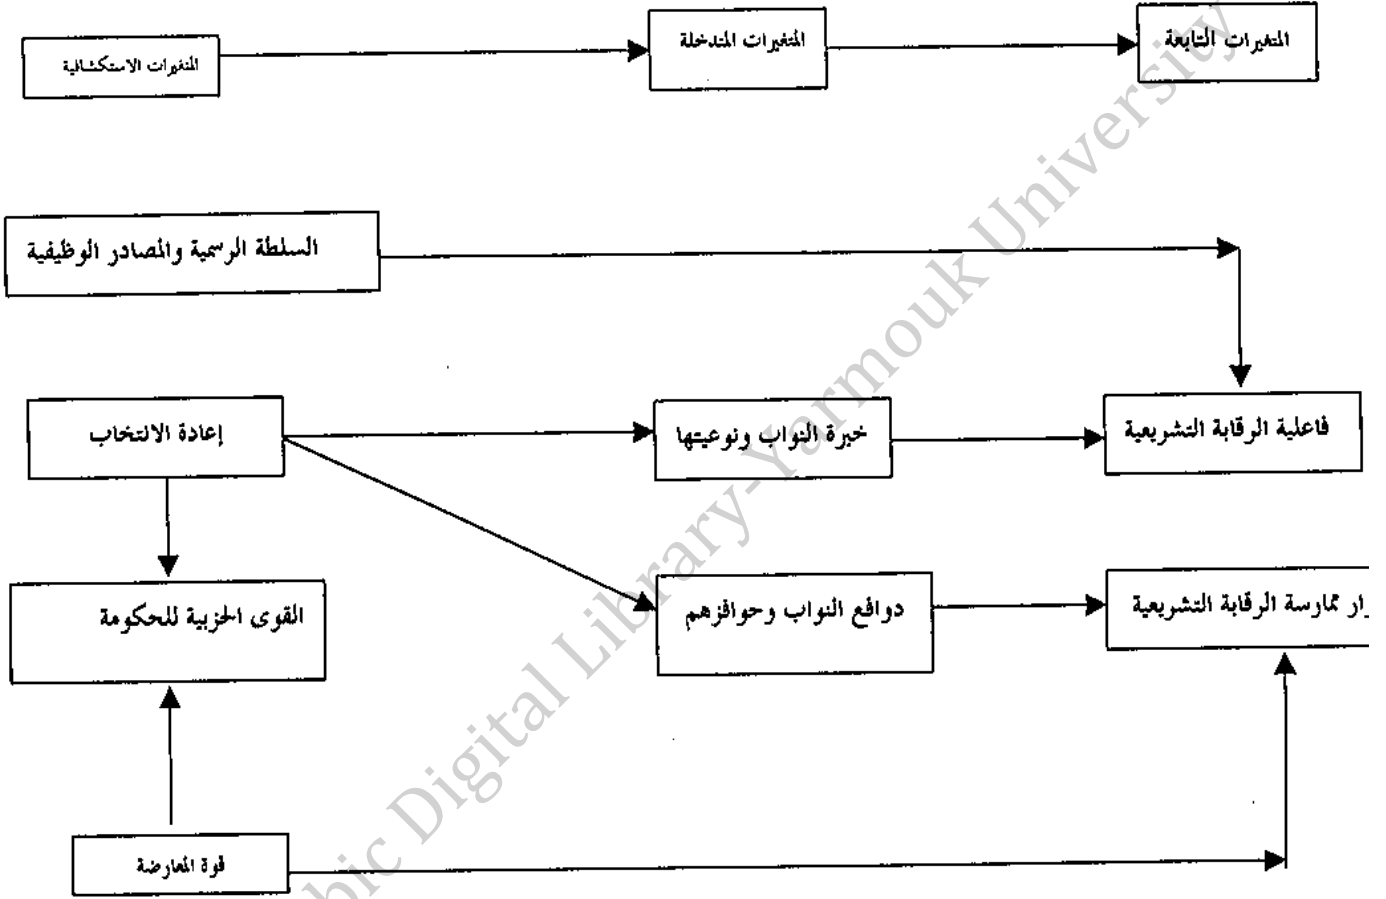 المتغيرات التابعة
المتغيرات المتدخلة
المتغيرات الاستكشافية
السلطة الرسمية والمصادر الوظيفية
إعادة الانتخاب
خبرة النواب ونوعيتها
فاعلية الرقابة التشريعية
القوى الحزبية للحكومة
دوافع النواب وحوافزهم
ممارسة الرقابة التشريعية
قوة المعارضة
Digital Library-Yarmouk University